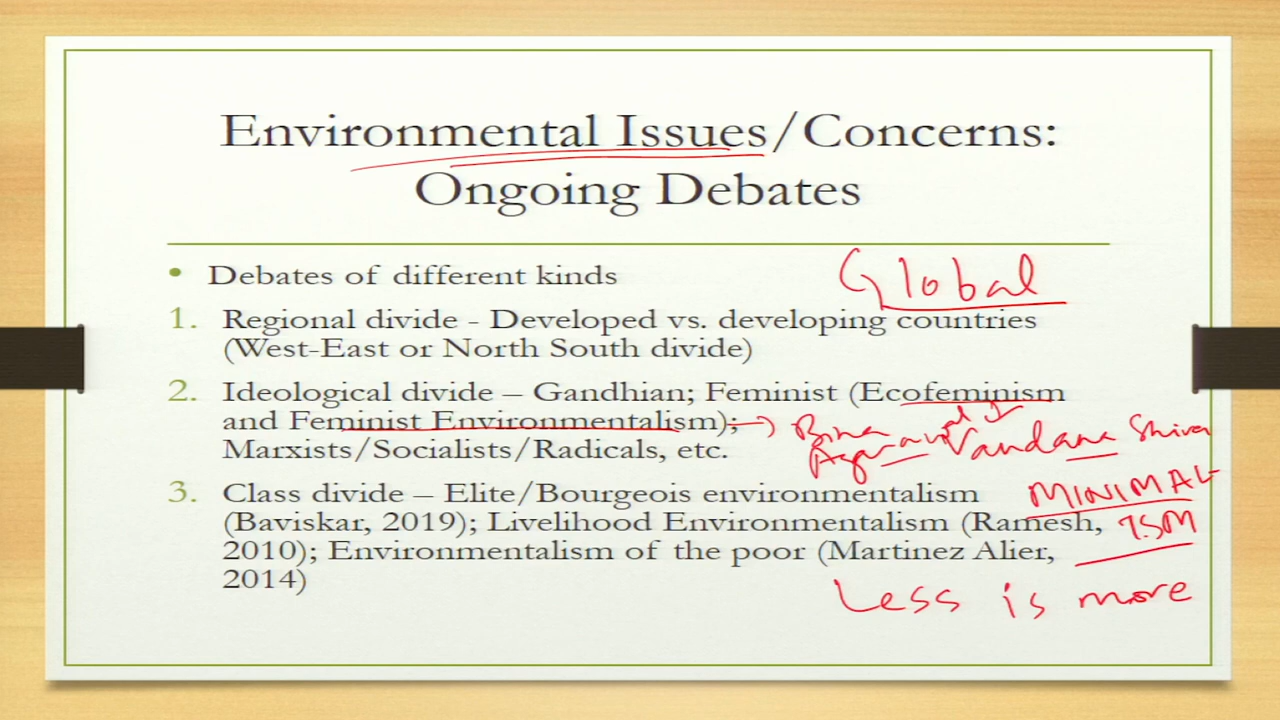 Environmental Issues/Concerns:
Ongoing Debates
• Debates of different kinds
Global
1. Regional divide - Developed vs. developing countries
(West-East or North South divide)
2. Ideological divide – Gandhian; Feminist (Ecofeminism
and Feminist Environmentalism);
Bina
Agarwal
Vandana Shiva
Marxists/Socialists/Radicals, etc.
3. Class divide – Elite/Bourgeois environmentalism
MINIMAL
(Baviskar, 2019); Livelihood Environmentalism (Ramesh,
ISM
2010); Environmentalism of the poor (Martinez Alier,
2014)
Less is more